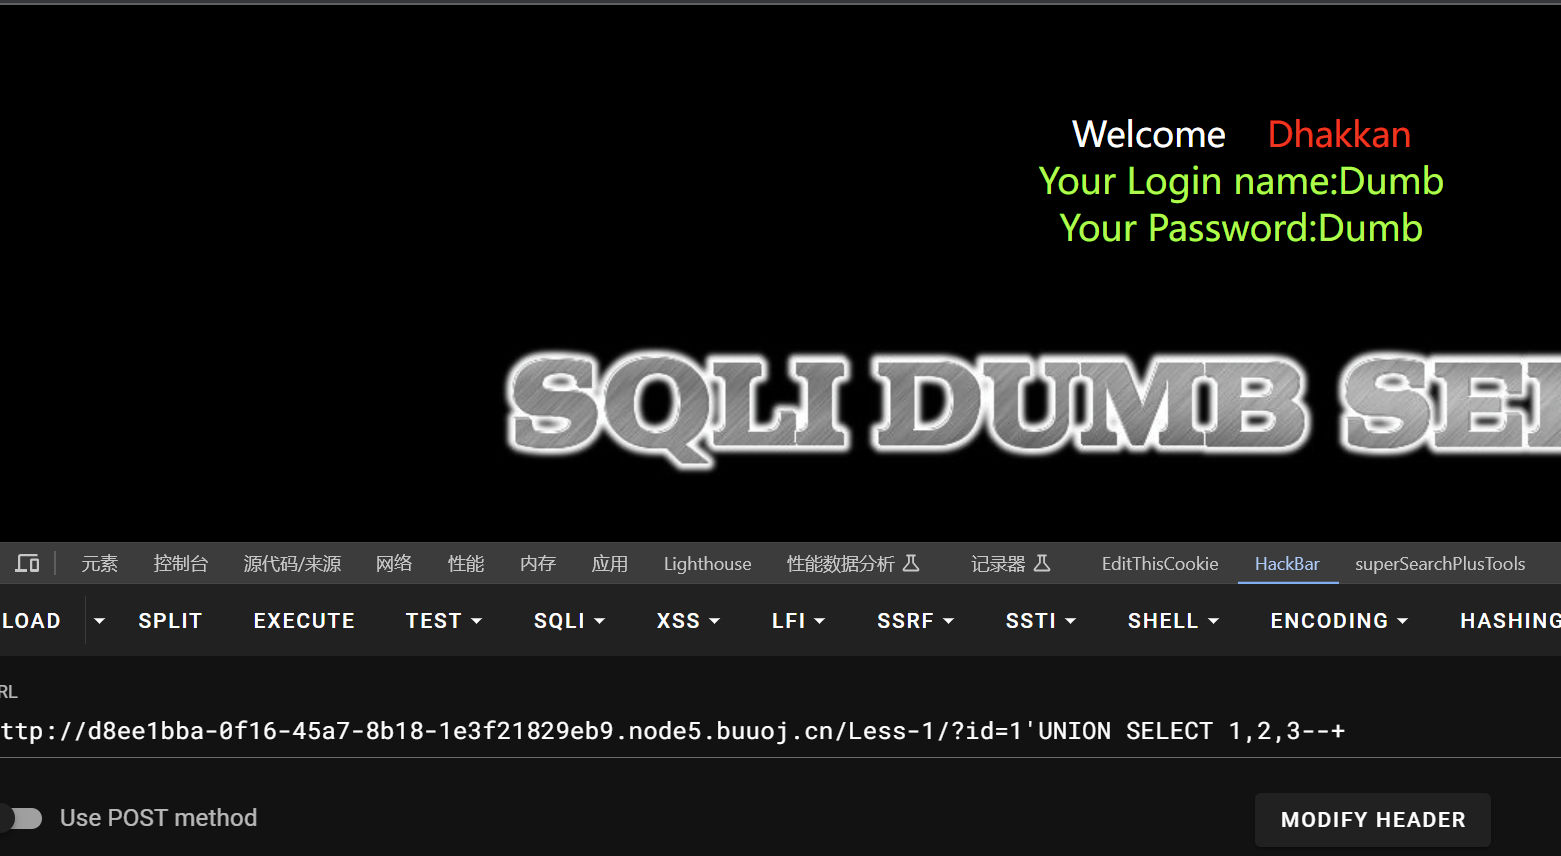 Welcome Dhakkan
Your Login name:Dumb
Your Password:Dumb
SQLI DUMB SE
元素 控制台 源代码/来源 网络 性能 内存 应用 Lighthouse 性能数据分析 记录器 EditThisCookie HackBar superSearchPlusTools
LOAD SPLIT EXECUTE TEST SQLI XSS LFI SSRF SSTI SHELL ENCODING HASHING
RL
ttp://d8ee1bba-0f16-45a7-8b18-1e3f21829eb9.node5.buuoj.cn/Less-1/?id=1'UNION SELECT 1,2,3--+
Use POST method
MODIFY HEADER